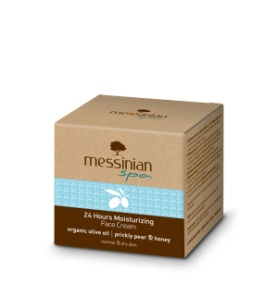 messinian
spa
24 Hours Moisturizing
Face Cream
organic olive oil | prickly pear & honey
normal & dry skin